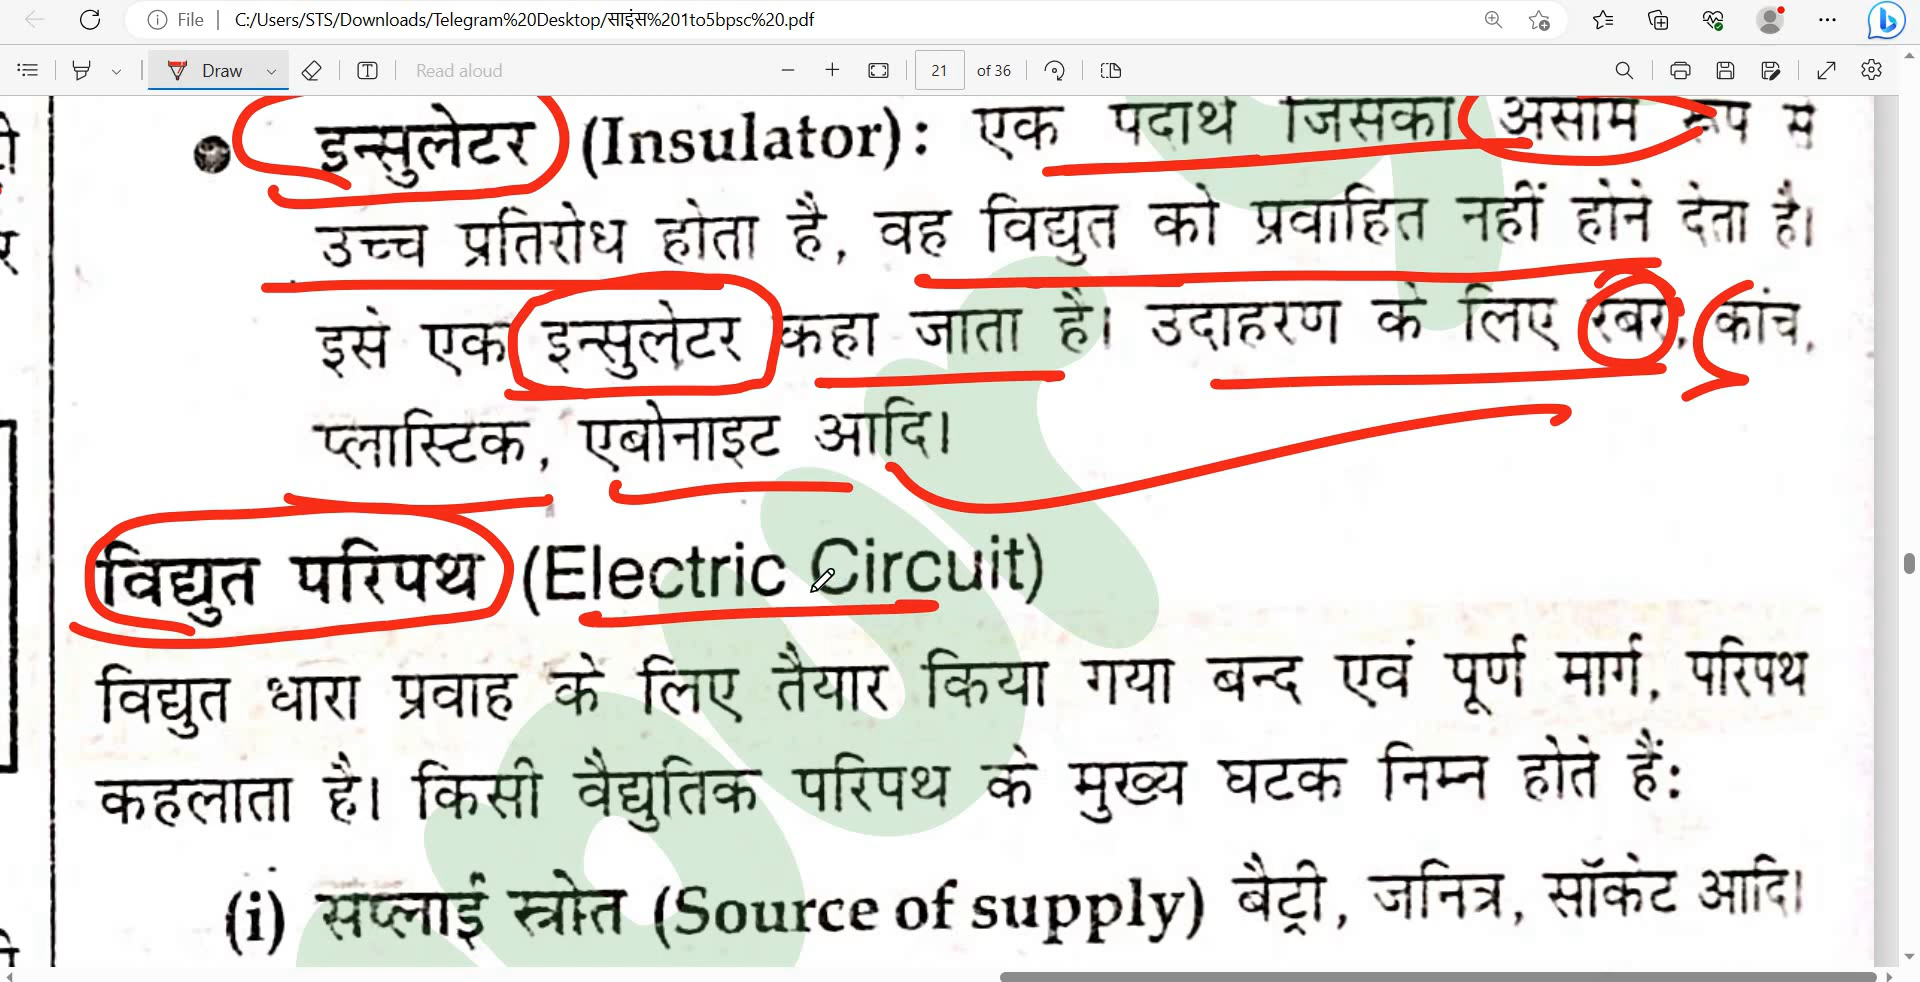 File C:/Users/STS/Downloads/Telegram%20Desktop/साइंस%201to5bpsc%20.pdf
Draw Read aloud 21 of 36
इन्सुलेटर (Insulator): एक पदार्थ जिसका असीम रूप से
उच्च प्रतिरोध होता है, वह विद्युत को प्रवाहित नहीं होने देता है।
इसे एक इन्सुलेटर कहा जाता है। उदाहरण के लिए रबर, कांच,
प्लास्टिक, एबोनाइट आदि।
विद्युत परिपथ (Electric Circuit)
विद्युत धारा प्रवाह के लिए तैयार किया गया बन्द एवं पूर्ण मार्ग, परिपथ
कहलाता है। किसी वैद्युतिक परिपथ के मुख्य घटक निम्न होते हैं:
(i) सप्लाई स्त्रोत (Source of supply) बैट्री, जनित्र, सॉकेट आदि।